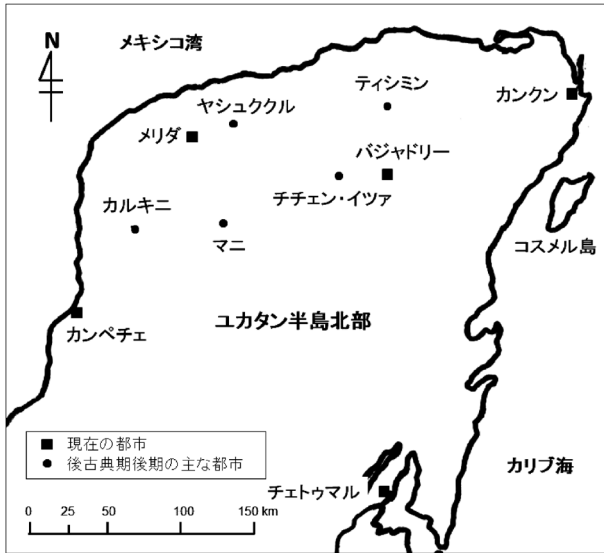 N
メキシコ湾
ティシミン
カンクン
ヤシュククル
メリダ
バジャドリー
カルキニ
チチェン・イツァ
マニ
コスメル島
ユカタン半島北部
カンペチェ
■ 現在の都市
● 後古典期後期の主な都市
カリブ海
チェトゥマル
0 25 50 100 150 km